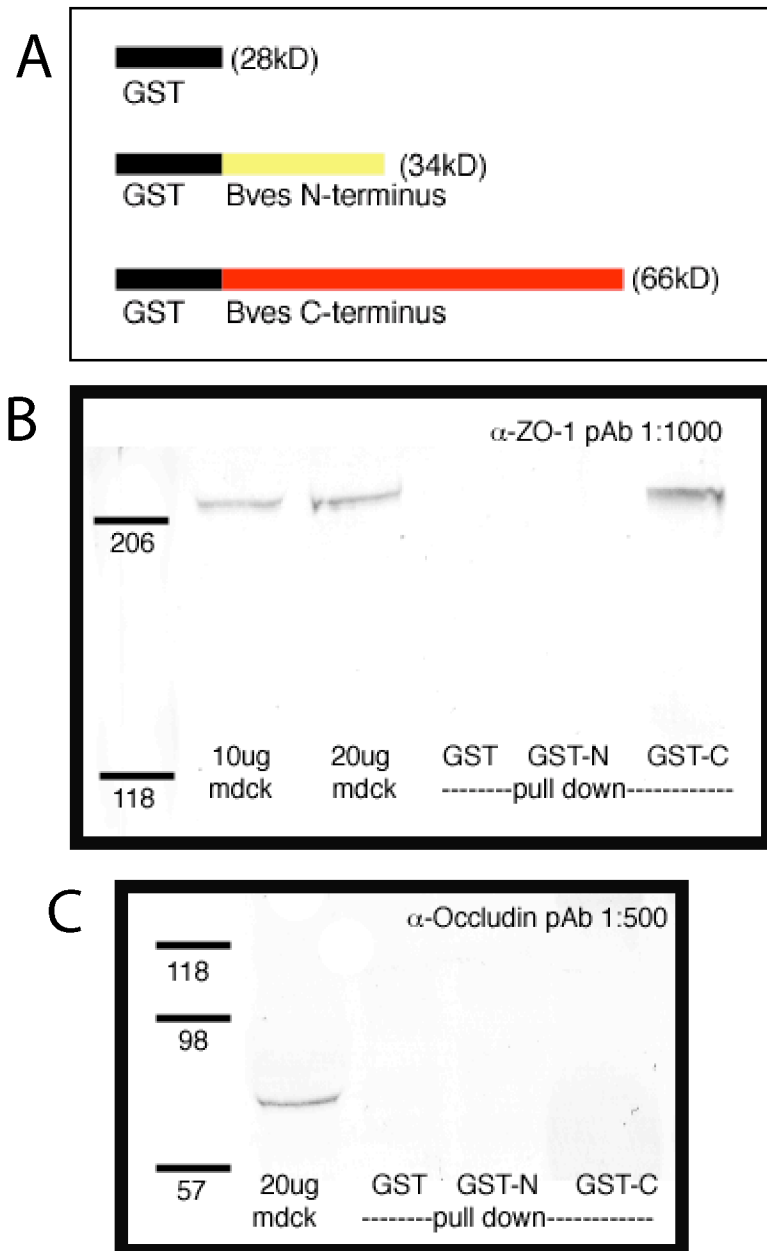 A
(28kD)
GST
(34kD)
GST Bves N-terminus
(66kD)
GST Bves C-terminus
B
α-ZO-1 pAb 1:1000
206
10ug 20ug GST GST-N GST-C
mdck mdck --------pull down------------
118
C
α-Occludin pAb 1:500
118
98
57
20ug GST GST-N GST-C
mdck --------pull down------------